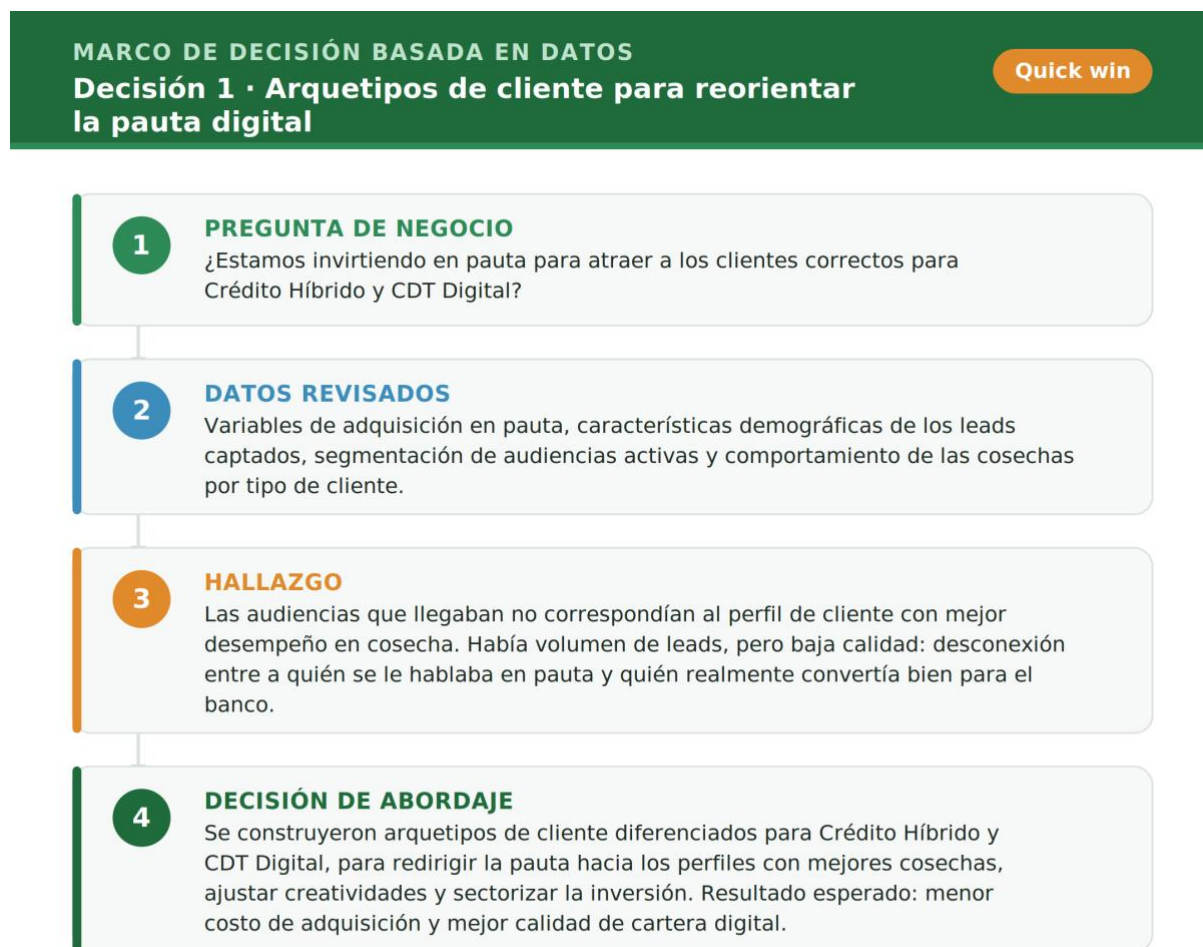 MARCO DE DECISIÓN BASADA EN DATOS
Decisión 1 · Arquetipos de cliente para reorientar
la pauta digital
Quick win
1
PREGUNTA DE NEGOCIO
¿Estamos invirtiendo en pauta para atraer a los clientes correctos para
Crédito Híbrido y CDT Digital?
2
DATOS REVISADOS
Variables de adquisición en pauta, características demográficas de los leads
captados, segmentación de audiencias activas y comportamiento de las cosechas
por tipo de cliente.
3
HALLAZGO
Las audiencias que llegaban no correspondían al perfil de cliente con mejor
desempeño en cosecha. Había volumen de leads, pero baja calidad: desconexión
entre a quién se le hablaba en pauta y quién realmente convertía bien para el
banco.
4
DECISIÓN DE ABORDAJE
Se construyeron arquetipos de cliente diferenciados para Crédito Híbrido y
CDT Digital, para redirigir la pauta hacia los perfiles con mejores cosechas,
ajustar creatividades y sectorizar la inversión. Resultado esperado: menor
costo de adquisición y mejor calidad de cartera digital.